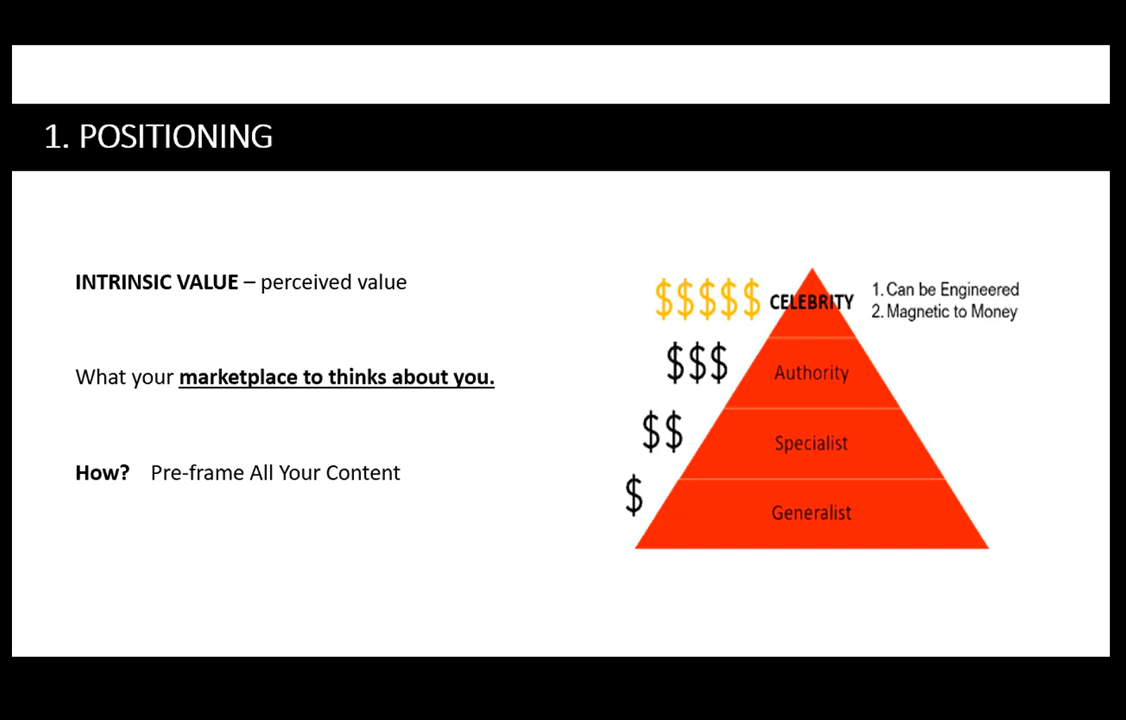 1. POSITIONING
INTRINSIC VALUE – perceived value
What your marketplace to thinks about you.
How? Pre-frame All Your Content
$$$$$ CELEBRITY
1. Can be Engineered
2. Magnetic to Money
$$$ Authority
$$ Specialist
$ Generalist